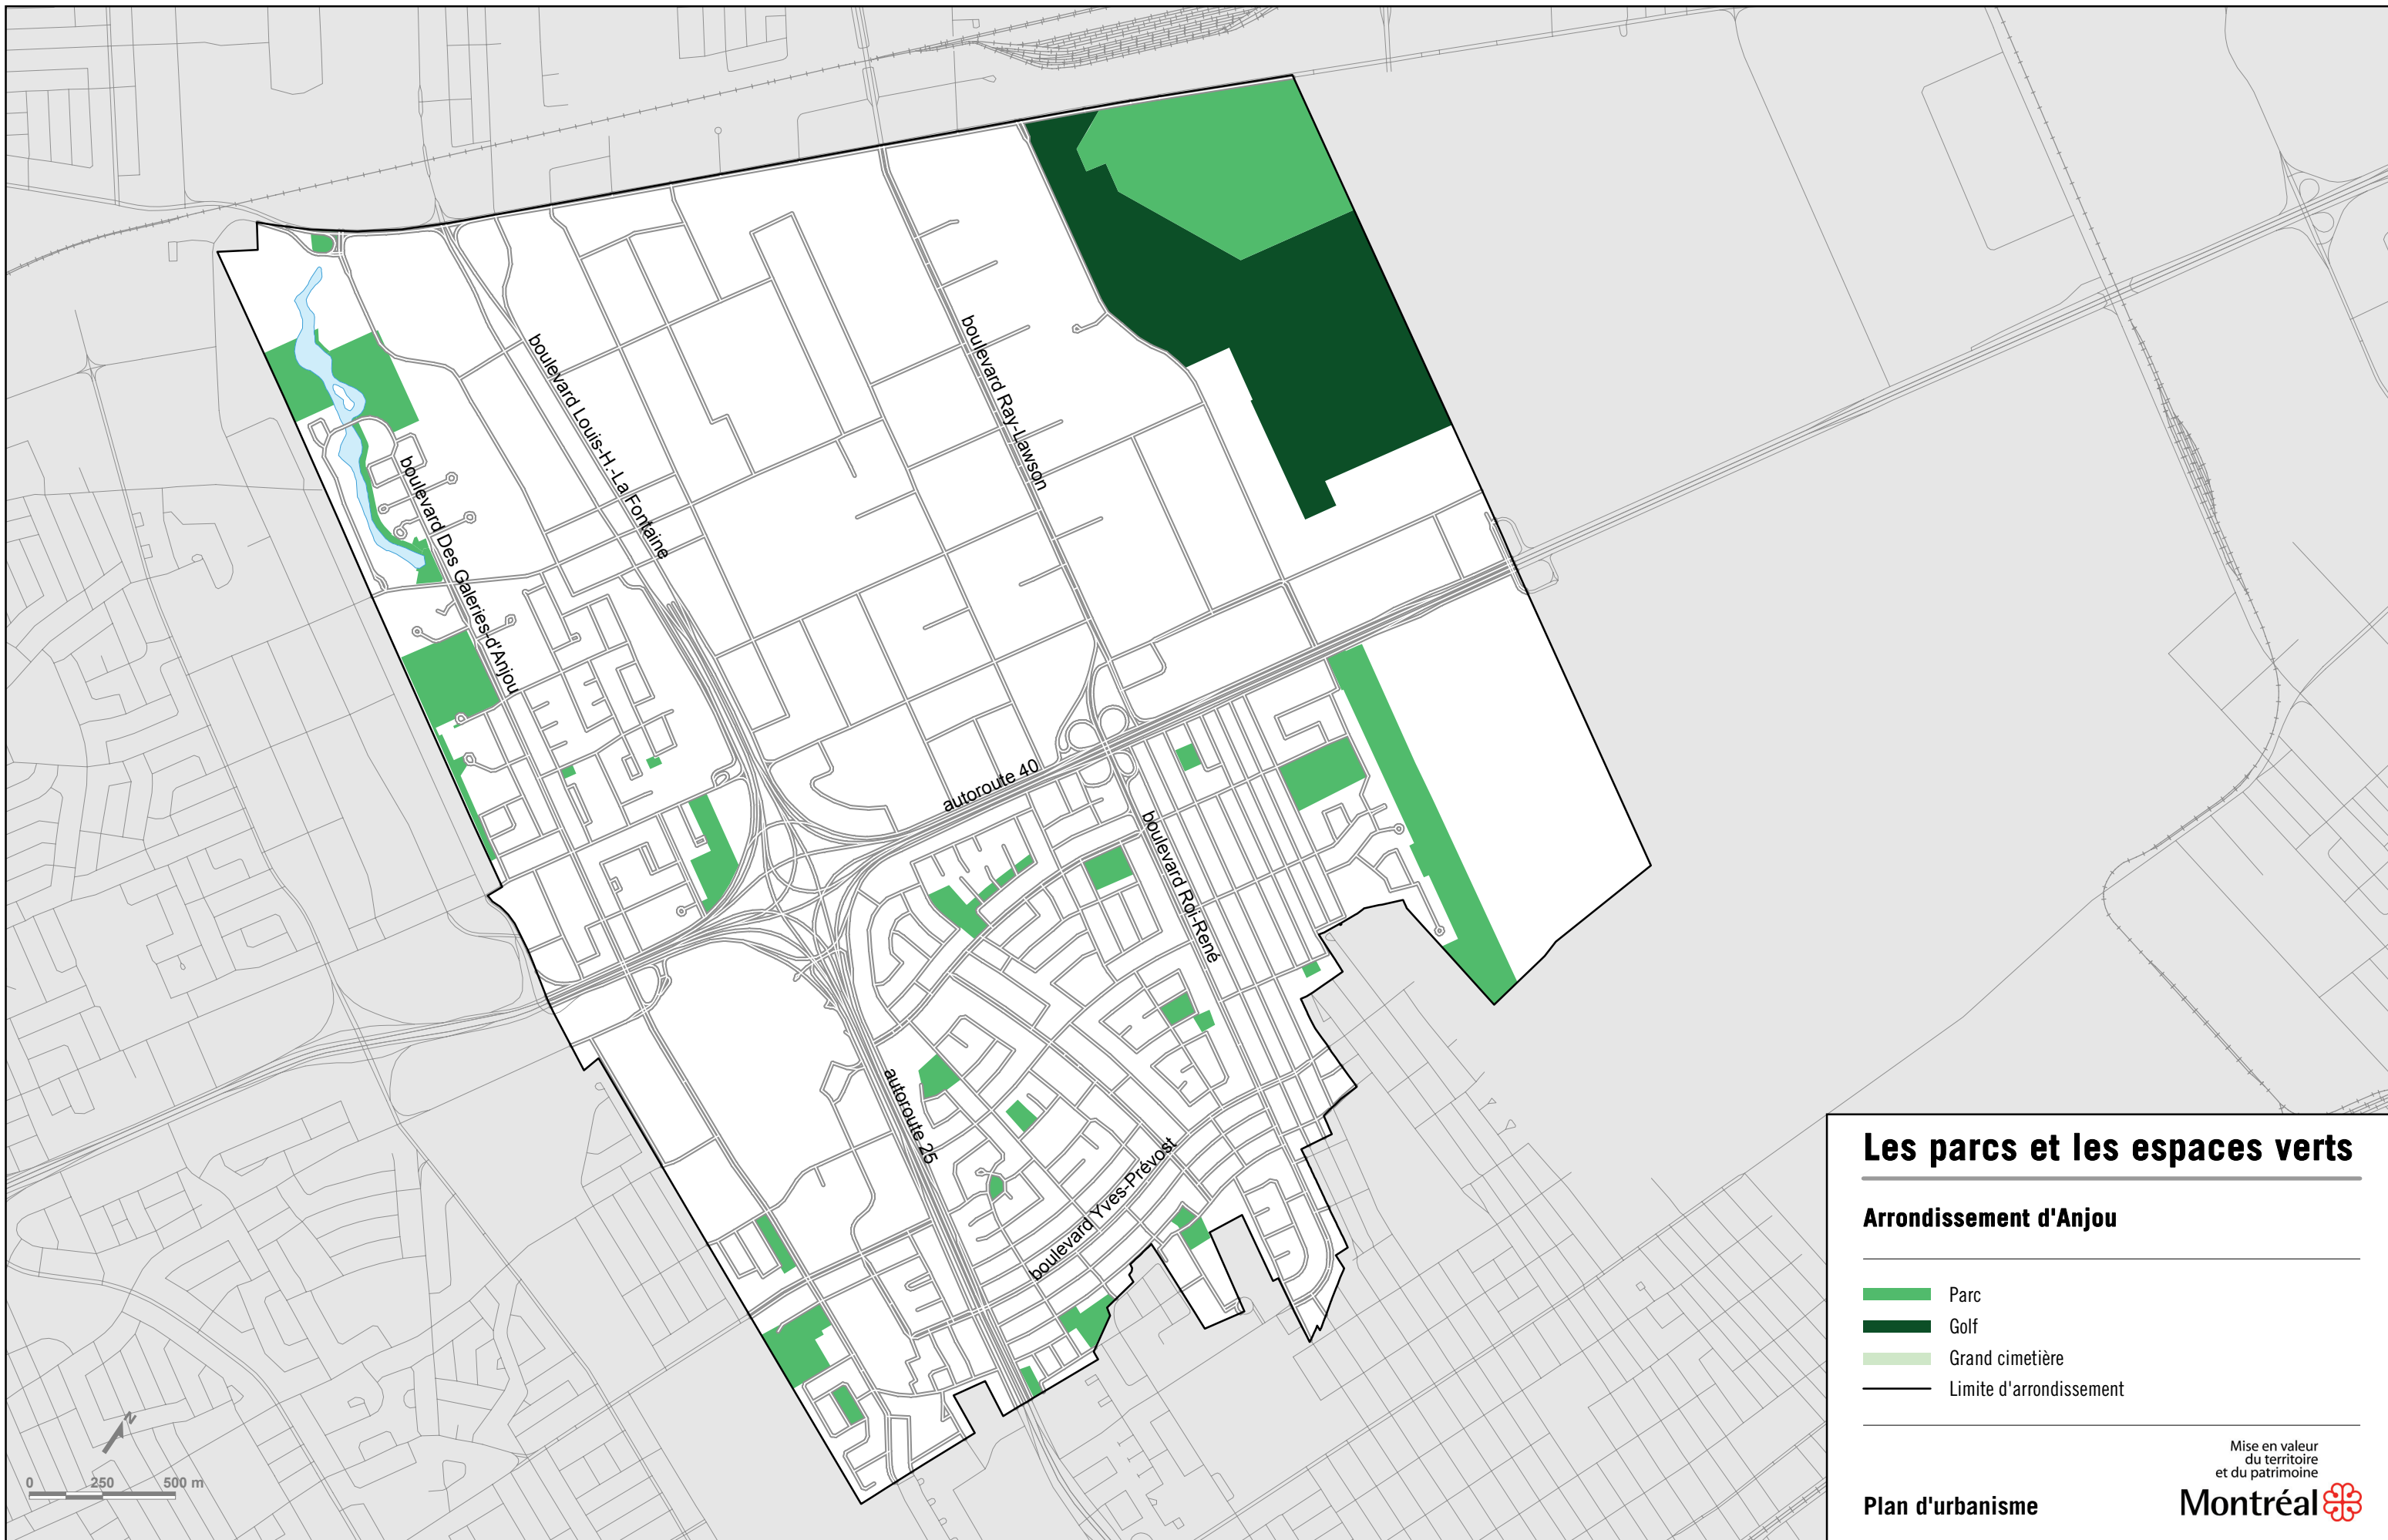 boulevard Louis-H.-La Fontaine
boulevard Ray-Lawson
boulevard Des Galeries-d'Anjou
autoroute 40
boulevard Roi-René
autoroute 25
boulevard Yves-Prévost
N
0 250 500 m
Les parcs et les espaces verts
Arrondissement d'Anjou
Parc
Golf
Grand cimetière
Limite d'arrondissement
Mise en valeur
du territoire
et du patrimoine
Plan d'urbanisme
Montréal